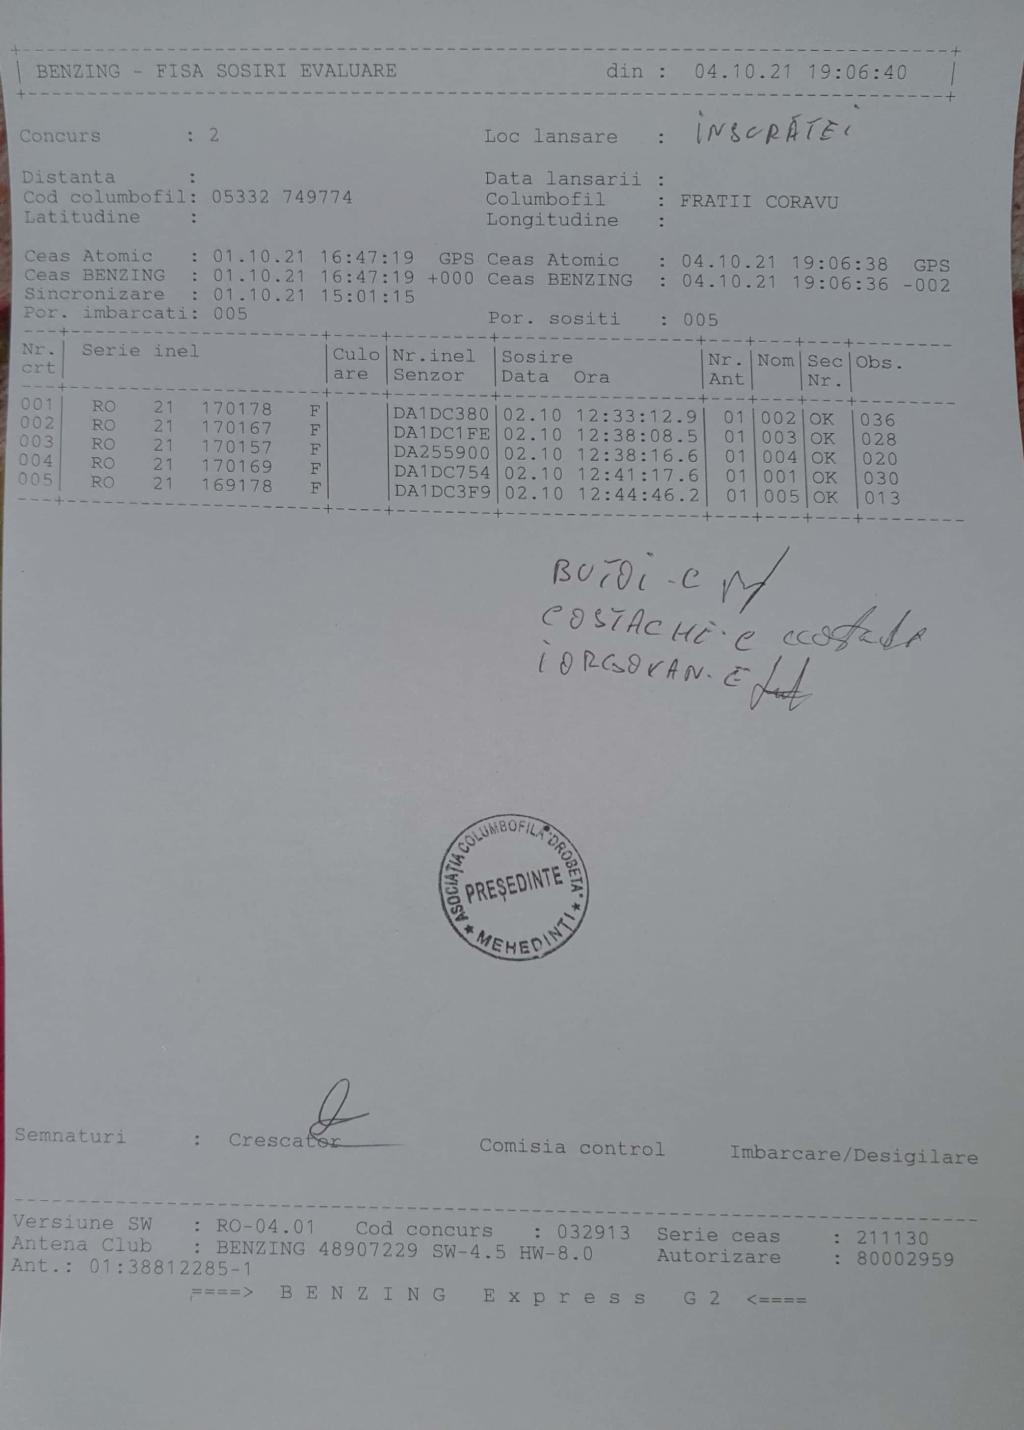 BENZING - FISA SOSIRI EVALUARE din : 04.10.21 19:06:40
Concurs : 2 Loc lansare : INSURĂTEI
Distanta : Data lansarii :
Cod columbofil: 05332 749774 Columbofil : FRATII CORAVU
Latitudine : Longitudine :
Ceas Atomic : 01.10.21 16:47:19 GPS Ceas Atomic : 04.10.21 19:06:38 GPS
Ceas BENZING : 01.10.21 16:47:19 +000 Ceas BENZING : 04.10.21 19:06:36 -002
Sincronizare : 01.10.21 15:01:15
Por. imbarcati: 005 Por. sositi : 005
Nr. Serie inel Culo Nr.inel Sosire Nr. Nom Sec Obs.
crt are Senzor Data Ora Ant Nr.
001 RO 21 170178 F DA1DC380 02.10 12:33:12.9 01 002 OK 036
002 RO 21 170167 F DA1DC1FE 02.10 12:38:08.5 01 003 OK 028
003 RO 21 170157 F DA255900 02.10 12:38:16.6 01 004 OK 020
004 RO 21 170169 F DA1DC754 02.10 12:41:17.6 01 001 OK 030
005 RO 21 169178 F DA1DC3F9 02.10 12:44:46.2 01 005 OK 013
BUTOI-C
COSTACHE.C
IORGOVAN.E
ASOCIAȚIA COLUMBOFILĂ "DROBETA"
PREȘEDINTE
★ MEHEDINȚI ★
Semnaturi : Crescator Comisia control Imbarcare/Desigilare
Versiune SW : RO-04.01 Cod concurs : 032913 Serie ceas : 211130
Antena Club : BENZING 48907229 SW-4.5 HW-8.0 Autorizare : 80002959
Ant.: 01:38812285-1
====> B E N Z I N G E x p r e s s G 2 <====